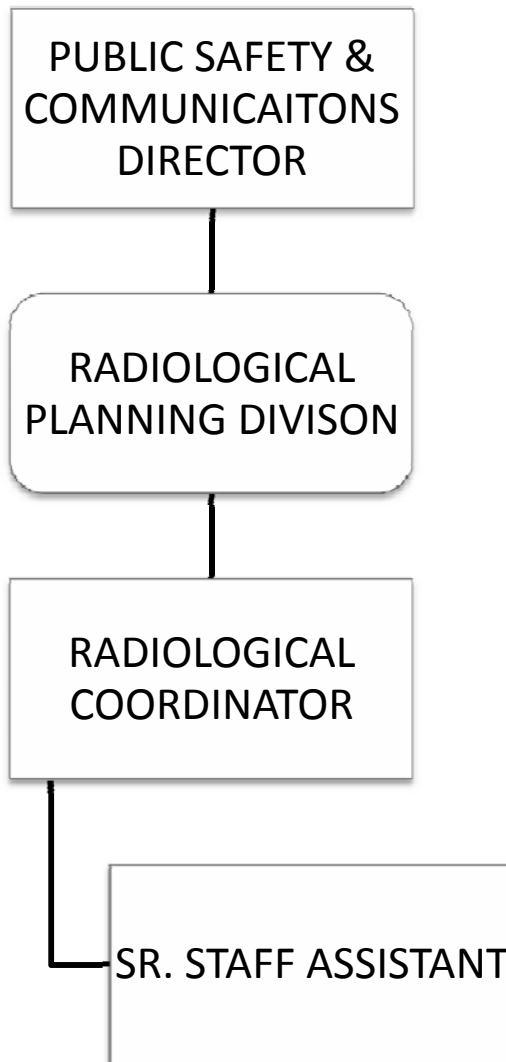 PUBLIC SAFETY &
COMMUNICAITONS
DIRECTOR
RADIOLOGICAL
PLANNING DIVISON
RADIOLOGICAL
COORDINATOR
SR. STAFF ASSISTANT